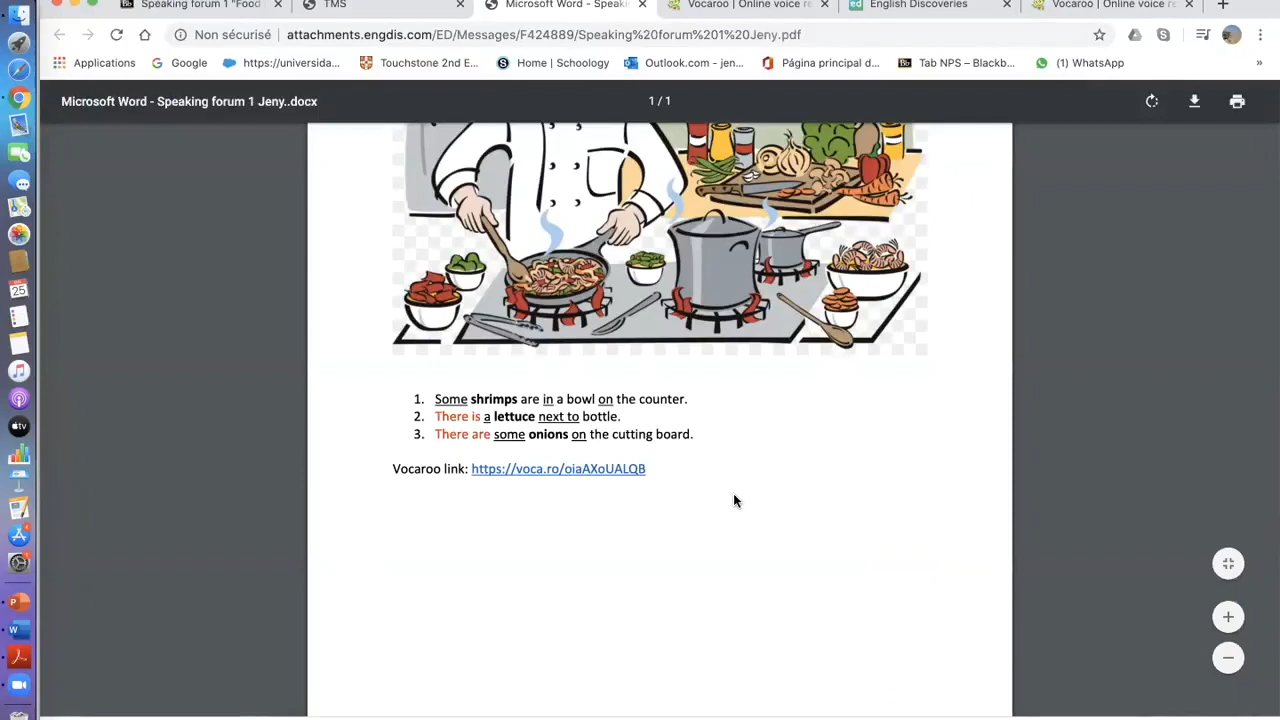 Speaking forum 1 "Food
TMS
Microsoft Word - Speaki
Vocaroo | Online voice re
English Discoveries
Vocaroo | Online voice rec
Non sécurisé
attachments.engdis.com/ED/Messages/F424889/Speaking%20forum%201%20Jeny.pdf
Applications
Google
https://universida...
Touchstone 2nd E...
Home | Schoology
Outlook.com - jen...
Página principal d...
Tab NPS – Blackb...
(1) WhatsApp
»
Microsoft Word - Speaking forum 1 Jeny..docx
1 / 1
1. Some shrimps are in a bowl on the counter.
2. There is a lettuce next to bottle.
3. There are some onions on the cutting board.
Vocaroo link: https://voca.ro/oiaAXoUALQB